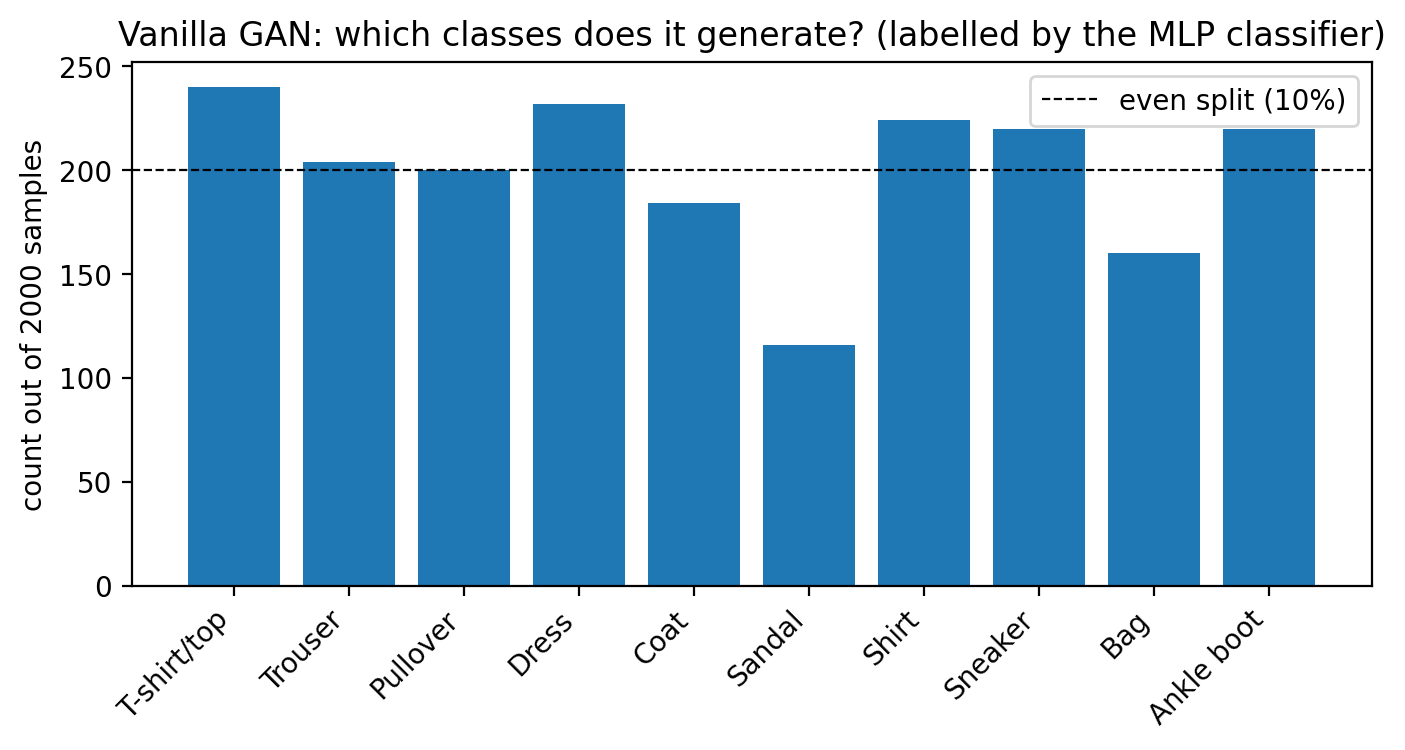 Vanilla GAN: which classes does it generate? (labelled by the MLP classifier)
even split (10%)
count out of 2000 samples
250
200
150
100
50
0
T-shirt/top
Trouser
Pullover
Dress
Coat
Sandal
Shirt
Sneaker
Bag
Ankle boot